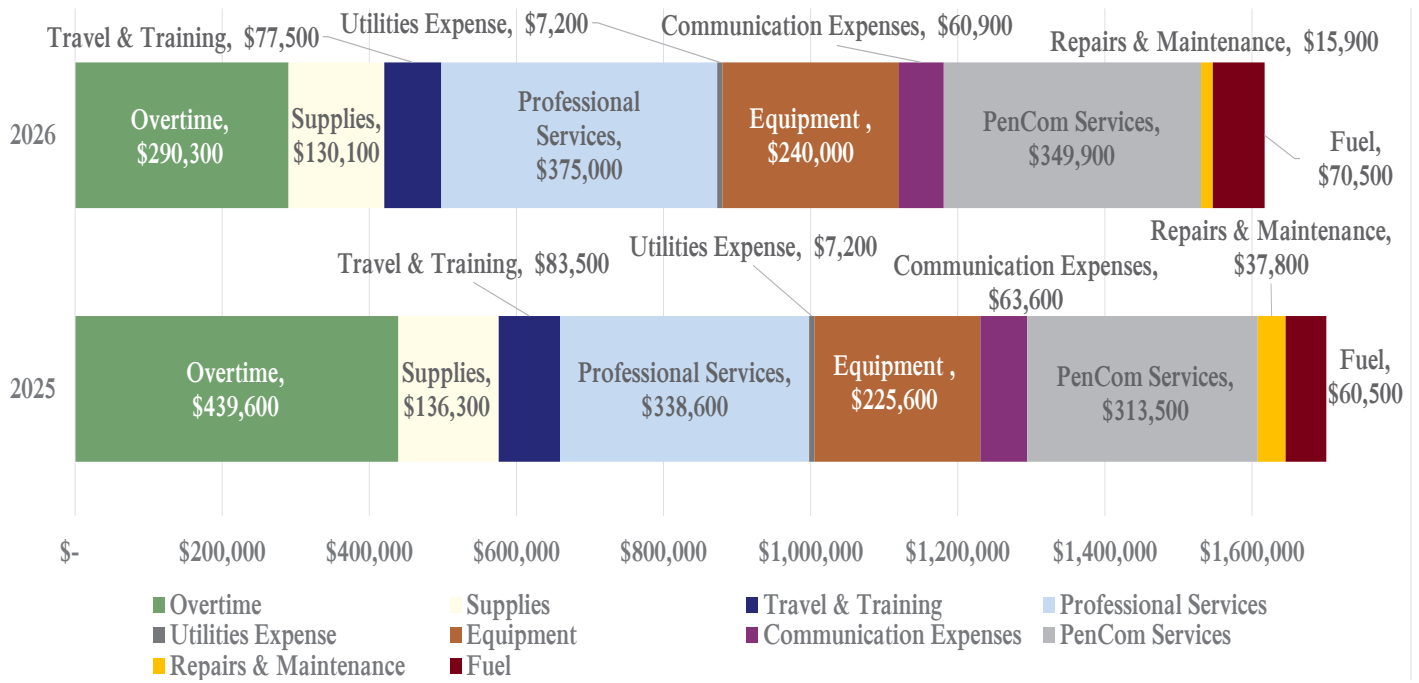 Utilities Expense, $7,200
Communication Expenses, $60,900
Travel & Training, $77,500
Repairs & Maintenance, $15,900
2026
Overtime,
$290,300
Supplies,
$130,100
Professional
Services,
$375,000
Equipment ,
$240,000
PenCom Services,
$349,900
Fuel,
$70,500
Travel & Training, $83,500
Utilities Expense, $7,200
Communication Expenses,
$63,600
Repairs & Maintenance,
$37,800
2025
Overtime,
$439,600
Supplies,
$136,300
Professional Services,
$338,600
Equipment ,
$225,600
PenCom Services,
$313,500
Fuel,
$60,500
$- $200,000 $400,000 $600,000 $800,000 $1,000,000 $1,200,000 $1,400,000 $1,600,000
Overtime Supplies Travel & Training Professional Services
Utilities Expense Equipment Communication Expenses PenCom Services
Repairs & Maintenance Fuel